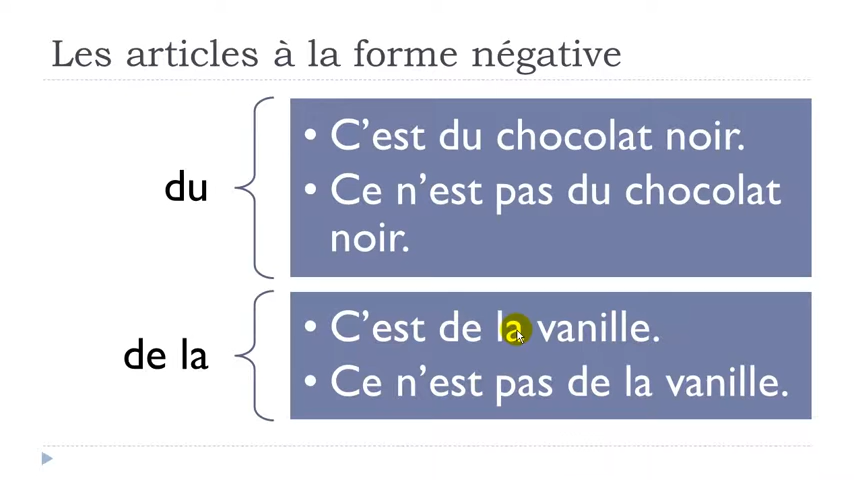 Les articles à la forme négative
du
• C’est du chocolat noir.
• Ce n’est pas du chocolat
noir.
de la
• C’est de la vanille.
• Ce n’est pas de la vanille.